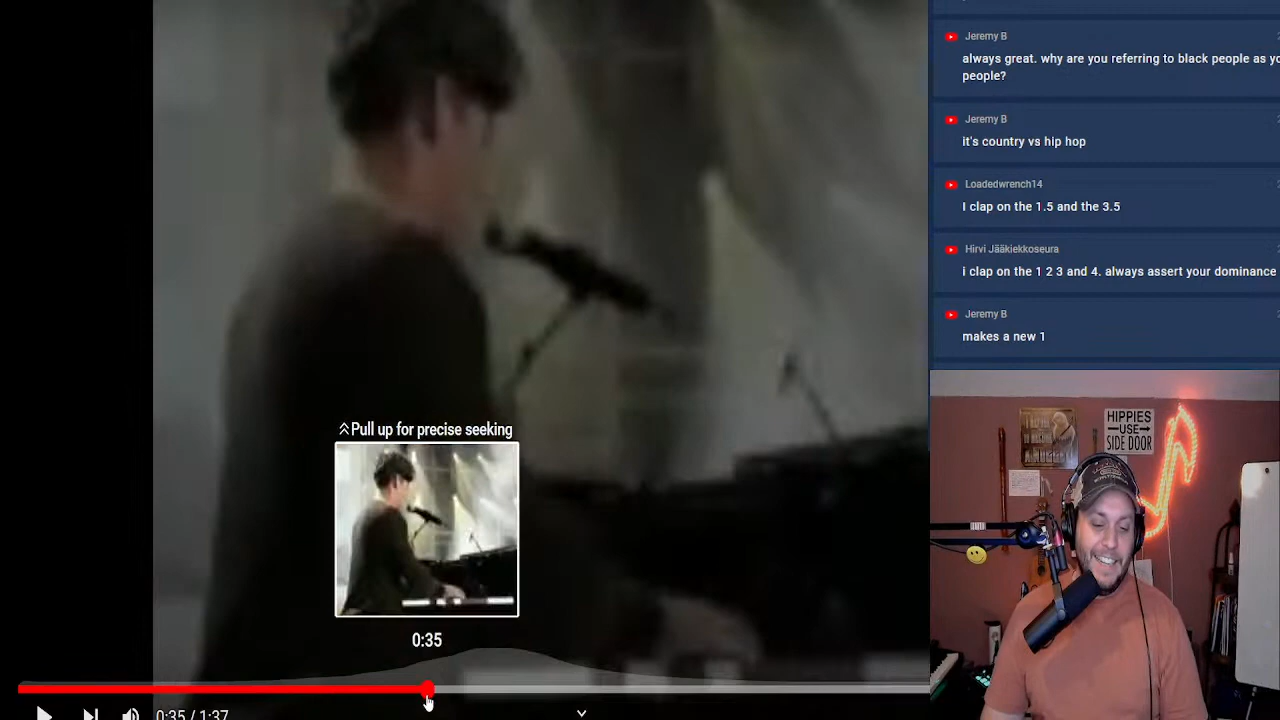 Jeremy B
always great. why are you referring to black people as yo
people?
Jeremy B
it's country vs hip hop
Loadedwrench14
I clap on the 1.5 and the 3.5
Hirvi Jääkiekkoseura
i clap on the 1 2 3 and 4. always assert your dominance
Jeremy B
makes a new 1
HIPPIES
USE
SIDE DOOR
Pull up for precise seeking
0:35
0:35 / 1:37